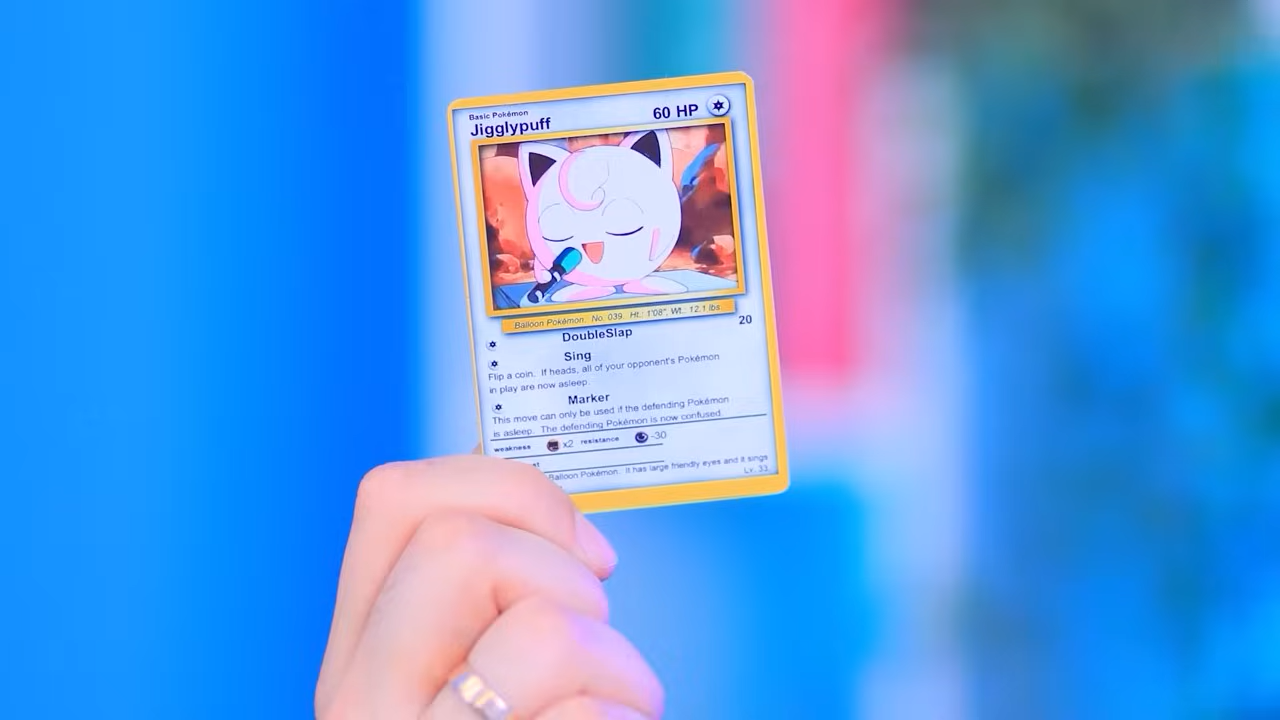 Basic Pokémon
Jigglypuff 60 HP
Balloon Pokémon. No. 039. Ht.: 1'08", Wt.: 12.1 lbs.
DoubleSlap 20
Sing
Flip a coin. If heads, all of your opponent's Pokémon
in play are now asleep.
Marker
This move can only be used if the defending Pokémon
is asleep. The defending Pokémon is now confused.
weakness x2 resistance -30
Balloon Pokémon. It has large friendly eyes and it sings
Lv. 33.